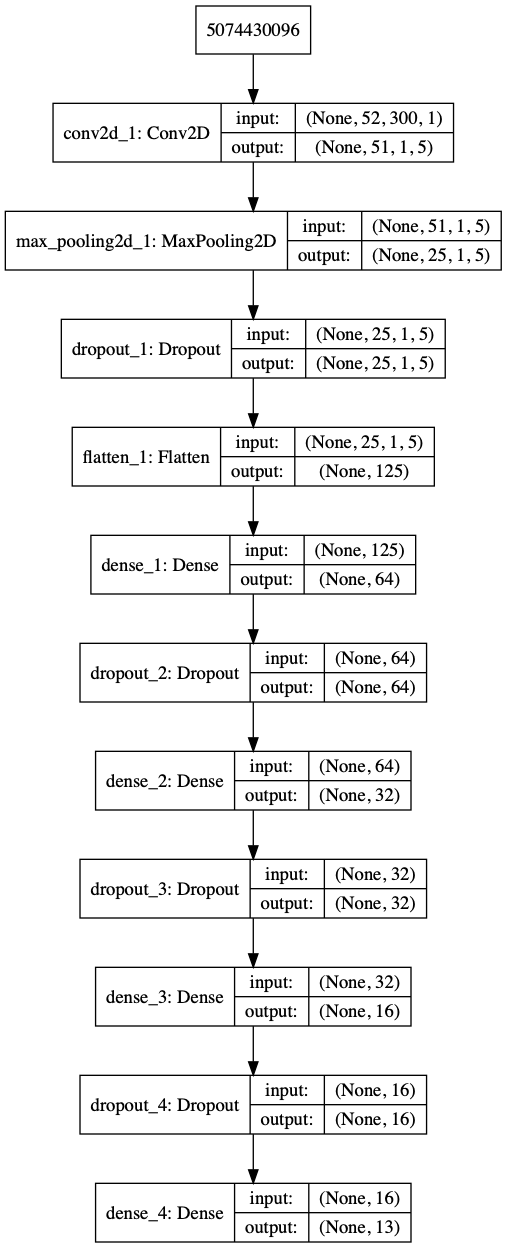 5074430096
conv2d_1: Conv2D
input: (None, 52, 300, 1)
output: (None, 51, 1, 5)
max_pooling2d_1: MaxPooling2D
input: (None, 51, 1, 5)
output: (None, 25, 1, 5)
dropout_1: Dropout
input: (None, 25, 1, 5)
output: (None, 25, 1, 5)
flatten_1: Flatten
input: (None, 25, 1, 5)
output: (None, 125)
dense_1: Dense
input: (None, 125)
output: (None, 64)
dropout_2: Dropout
input: (None, 64)
output: (None, 64)
dense_2: Dense
input: (None, 64)
output: (None, 32)
dropout_3: Dropout
input: (None, 32)
output: (None, 32)
dense_3: Dense
input: (None, 32)
output: (None, 16)
dropout_4: Dropout
input: (None, 16)
output: (None, 16)
dense_4: Dense
input: (None, 16)
output: (None, 13)